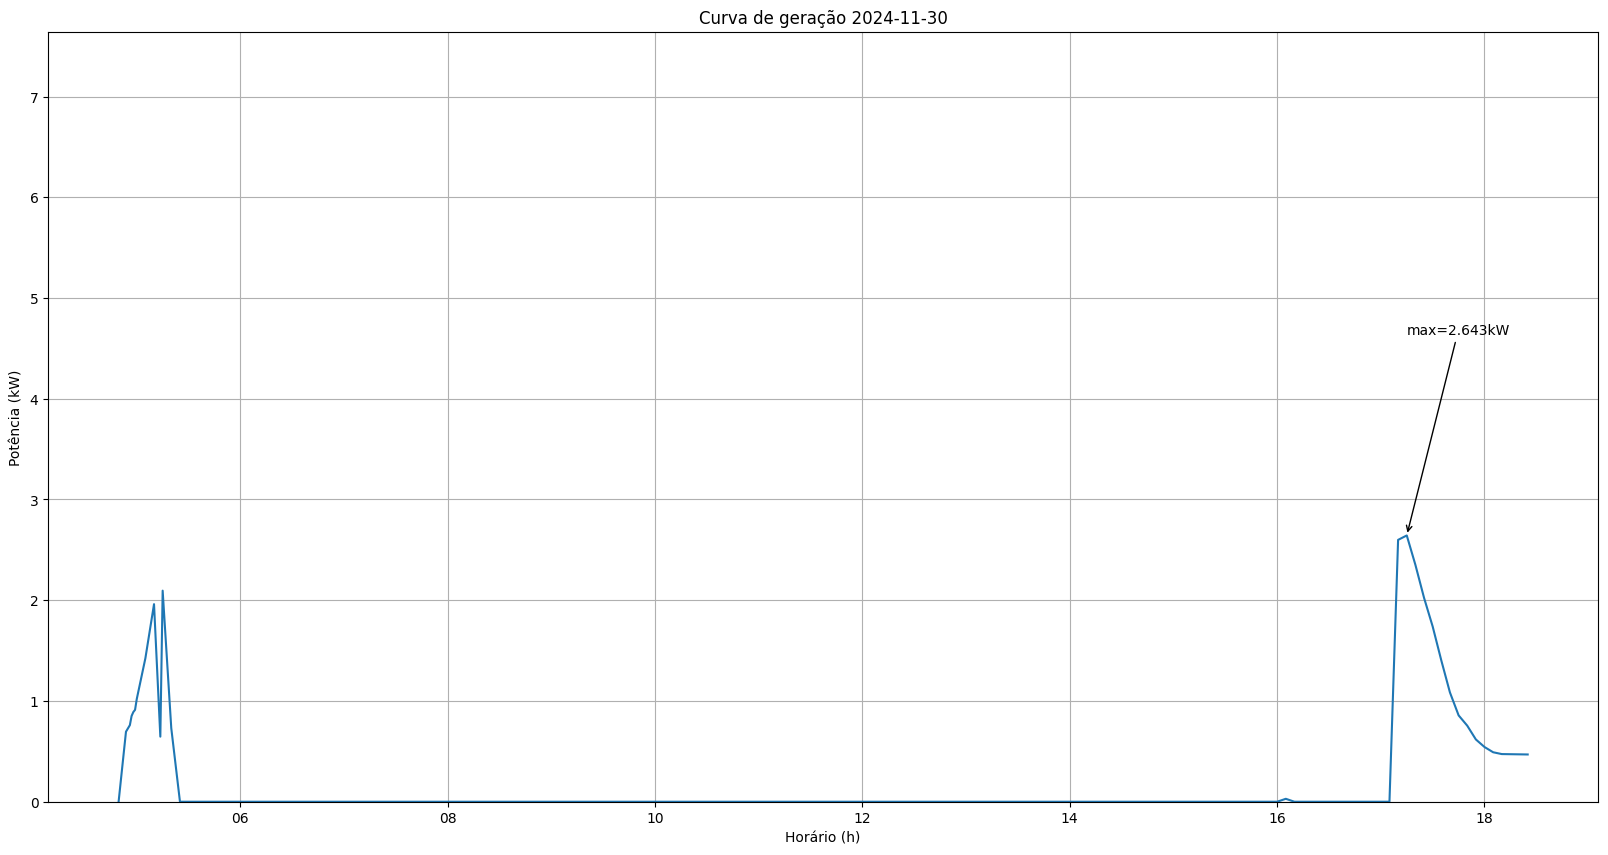 Curva de geração 2024-11-30
7
6
5
max=2.643kW
4
Potência (kW)
3
2
1
0
06 08 10 12 14 16 18
Horário (h)